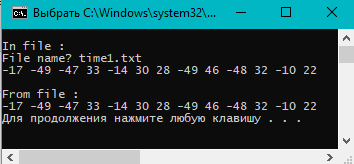 Выбрать C:\Windows\system32\...
In file :
File name? time1.txt
-17 -49 -47 33 -14 30 28 -49 46 -48 32 -10 22
From file :
-17 -49 -47 33 -14 30 28 -49 46 -48 32 -10 22
Для продолжения нажмите любую клавишу . . .